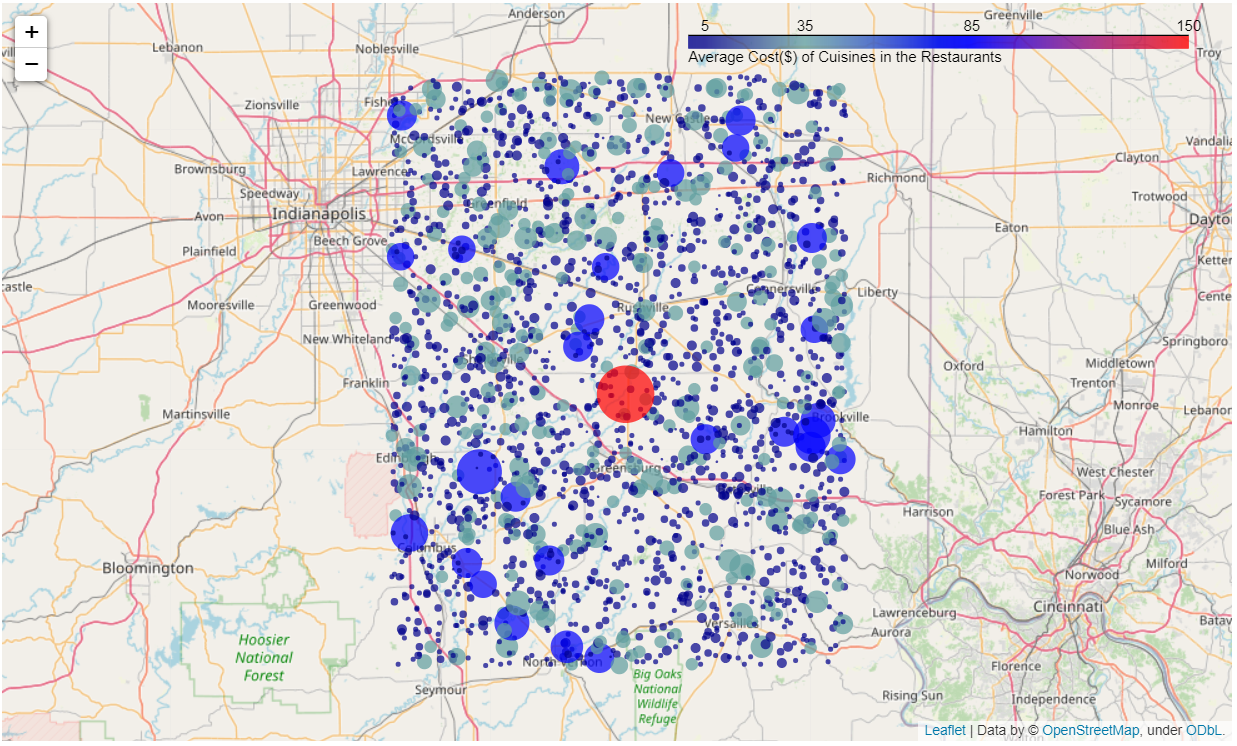 +
−
Anderson
Greenville
5
35
85
150
Average Cost($) of Cuisines in the Restaurants
Lebanon
Noblesville
Troy
Zionsville
Fishe
New Castle
McCordsville
Vandalia
Brownsburg
Lawrence
Clayton
Richmond
Speedway
Greenfield
Trotwood
Indianapolis
Avon
Dayto
Beech Grove
Eaton
Plainfield
Ketter
castle
Connersville
Liberty
Mooresville
Greenwood
Rushville
Cente
New Whiteland
Springboro
Shelbyville
Oxford
Middletown
Franklin
Trenton
Monroe
Lebanon
Martinsville
Brookville
Hamilton
Edinburgh
Greensburg
West Chester
Forest Park
Sycamore
Harrison
Blue Ash
Columbus
Bloomington
Milford
Norwood
Cincinnati
Lawrenceburg
Batav
Versailles
Aurora
Hoosier
National
Forest
North Vernon
Florence
Big Oaks
National
Wildlife
Refuge
Seymour
Rising Sun
Independence
Leaflet | Data by © OpenStreetMap, under ODbL.